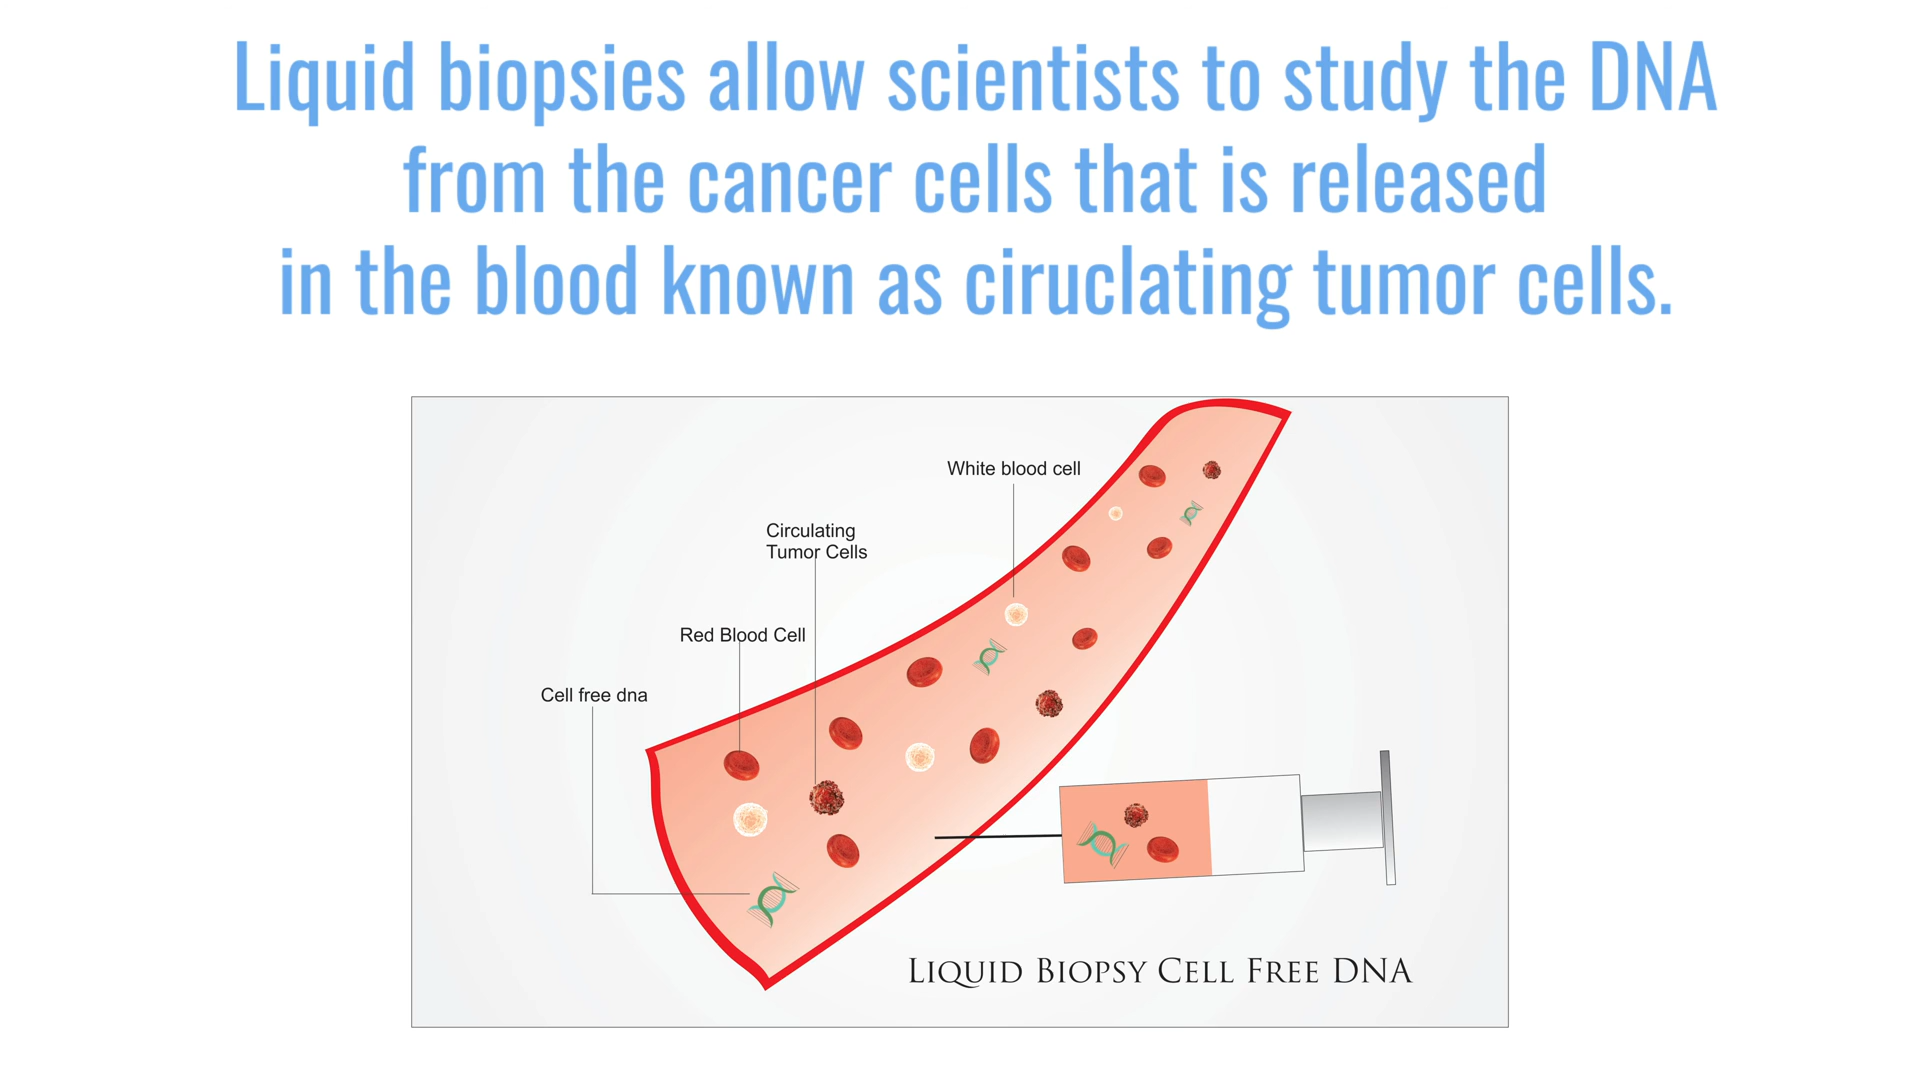 Liquid biopsies allow scientists to study the DNA
from the cancer cells that is released
in the blood known as ciruclating tumor cells.
White blood cell
Circulating
Tumor Cells
Red Blood Cell
Cell free dna
LIQUID BIOPSY CELL FREE DNA